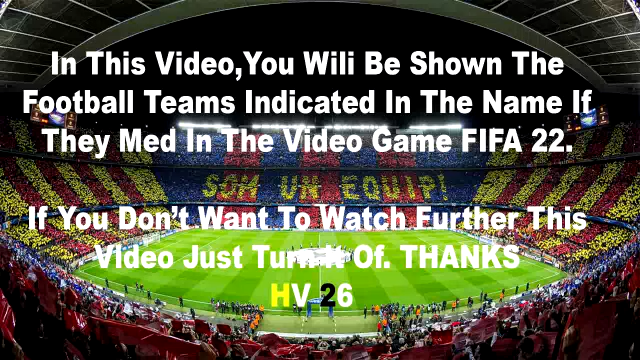 In This Video,You Wili Be Shown The
Football Teams Indicated In The Name If
They Med In The Video Game FIFA 22.
SOM UN EQUIP!
If You Don't Want To Watch Further This
Video Just Turn It Of. THANKS
HV 26